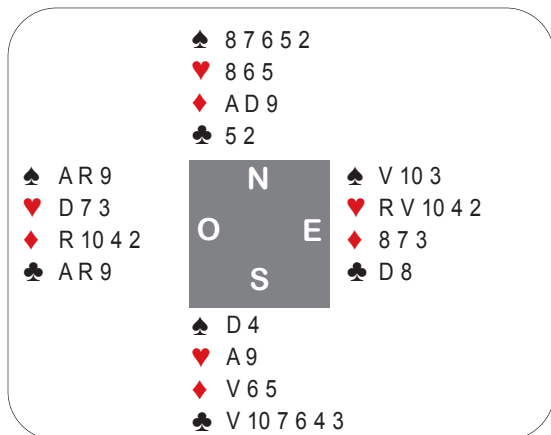 ♠ 8 7 6 5 2
♥ 8 6 5
♦ A D 9
♣ 5 2
♠ A R 9
♥ D 7 3
♦ R 10 4 2
♣ A R 9
N
O E
S
♠ V 10 3
♥ R V 10 4 2
♦ 8 7 3
♣ D 8
♠ D 4
♥ A 9
♦ V 6 5
♣ V 10 7 6 4 3